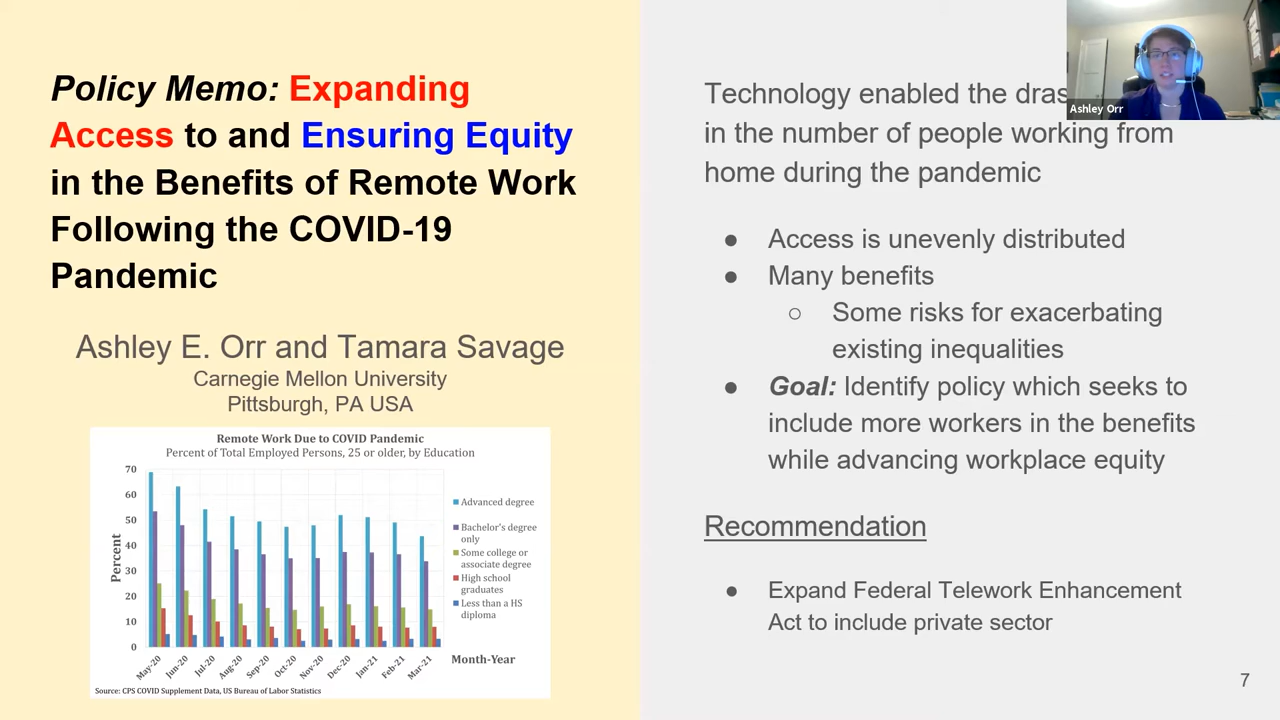 Policy Memo: Expanding
Access to and Ensuring Equity
in the Benefits of Remote Work
Following the COVID-19
Pandemic
Ashley E. Orr and Tamara Savage
Carnegie Mellon University
Pittsburgh, PA USA
Remote Work Due to COVID Pandemic
Percent of Total Employed Persons, 25 or older, by Education
Percent
70
60
50
40
30
20
10
0
May-20
Jun-20
Jul-20
Aug-20
Sep-20
Oct-20
Nov-20
Dec-20
Jan-21
Feb-21
Mar-21
Month-Year
Advanced degree
Bachelor's degree
only
Some college or
associate degree
High school
graduates
Less than a HS
diploma
Source: CPS COVID Supplement Data, US Bureau of Labor Statistics
Technology enabled the
in the number of people working from
home during the pandemic
● Access is unevenly distributed
● Many benefits
○ Some risks for exacerbating
existing inequalities
● Goal: Identify policy which seeks to
include more workers in the benefits
while advancing workplace equity
Recommendation
● Expand Federal Telework Enhancement
Act to include private sector
Ashley Orr
7